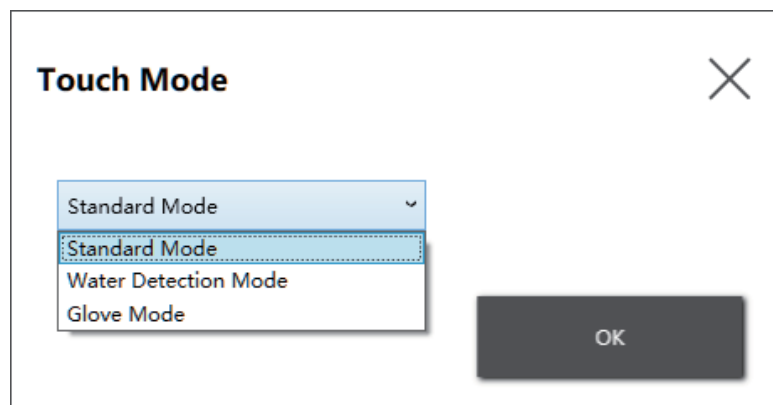 Touch Mode
Standard Mode
Standard Mode
Water Detection Mode
Glove Mode
OK